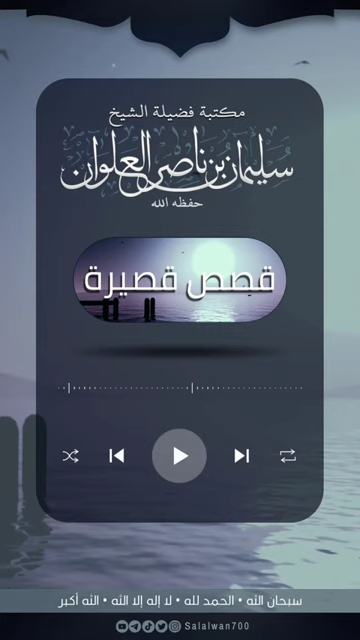 مكتبة فضيلة الشيخ
سليمان بن ناصر العلوان
حفظه الله
قصص قصيرة
سبحان الله • الحمد لله • لا إله إلا الله • الله أكبر
Salalwan700